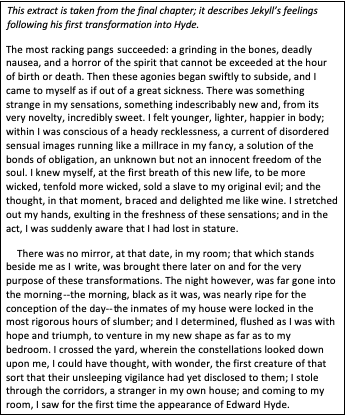 This extract is taken from the final chapter; it describes Jekyll's feelings
following his first transformation into Hyde.
The most racking pangs succeeded: a grinding in the bones, deadly
nausea, and a horror of the spirit that cannot be exceeded at the hour
of birth or death. Then these agonies began swiftly to subside, and I
came to myself as if out of a great sickness. There was something
strange in my sensations, something indescribably new and, from its
very novelty, incredibly sweet. I felt younger, lighter, happier in body;
within I was conscious of a heady recklessness, a current of disordered
sensual images running like a millrace in my fancy, a solution of the
bonds of obligation, an unknown but not an innocent freedom of the
soul. I knew myself, at the first breath of this new life, to be more
wicked, tenfold more wicked, sold a slave to my original evil; and the
thought, in that moment, braced and delighted me like wine. I stretched
out my hands, exulting in the freshness of these sensations; and in the
act, I was suddenly aware that I had lost in stature.
There was no mirror, at that date, in my room; that which stands
beside me as I write, was brought there later on and for the very
purpose of these transformations. The night however, was far gone into
the morning--the morning, black as it was, was nearly ripe for the
conception of the day--the inmates of my house were locked in the
most rigorous hours of slumber; and I determined, flushed as I was with
hope and triumph, to venture in my new shape as far as to my
bedroom. I crossed the yard, wherein the constellations looked down
upon me, I could have thought, with wonder, the first creature of that
sort that their unsleeping vigilance had yet disclosed to them; I stole
through the corridors, a stranger in my own house; and coming to my
room, I saw for the first time the appearance of Edward Hyde.